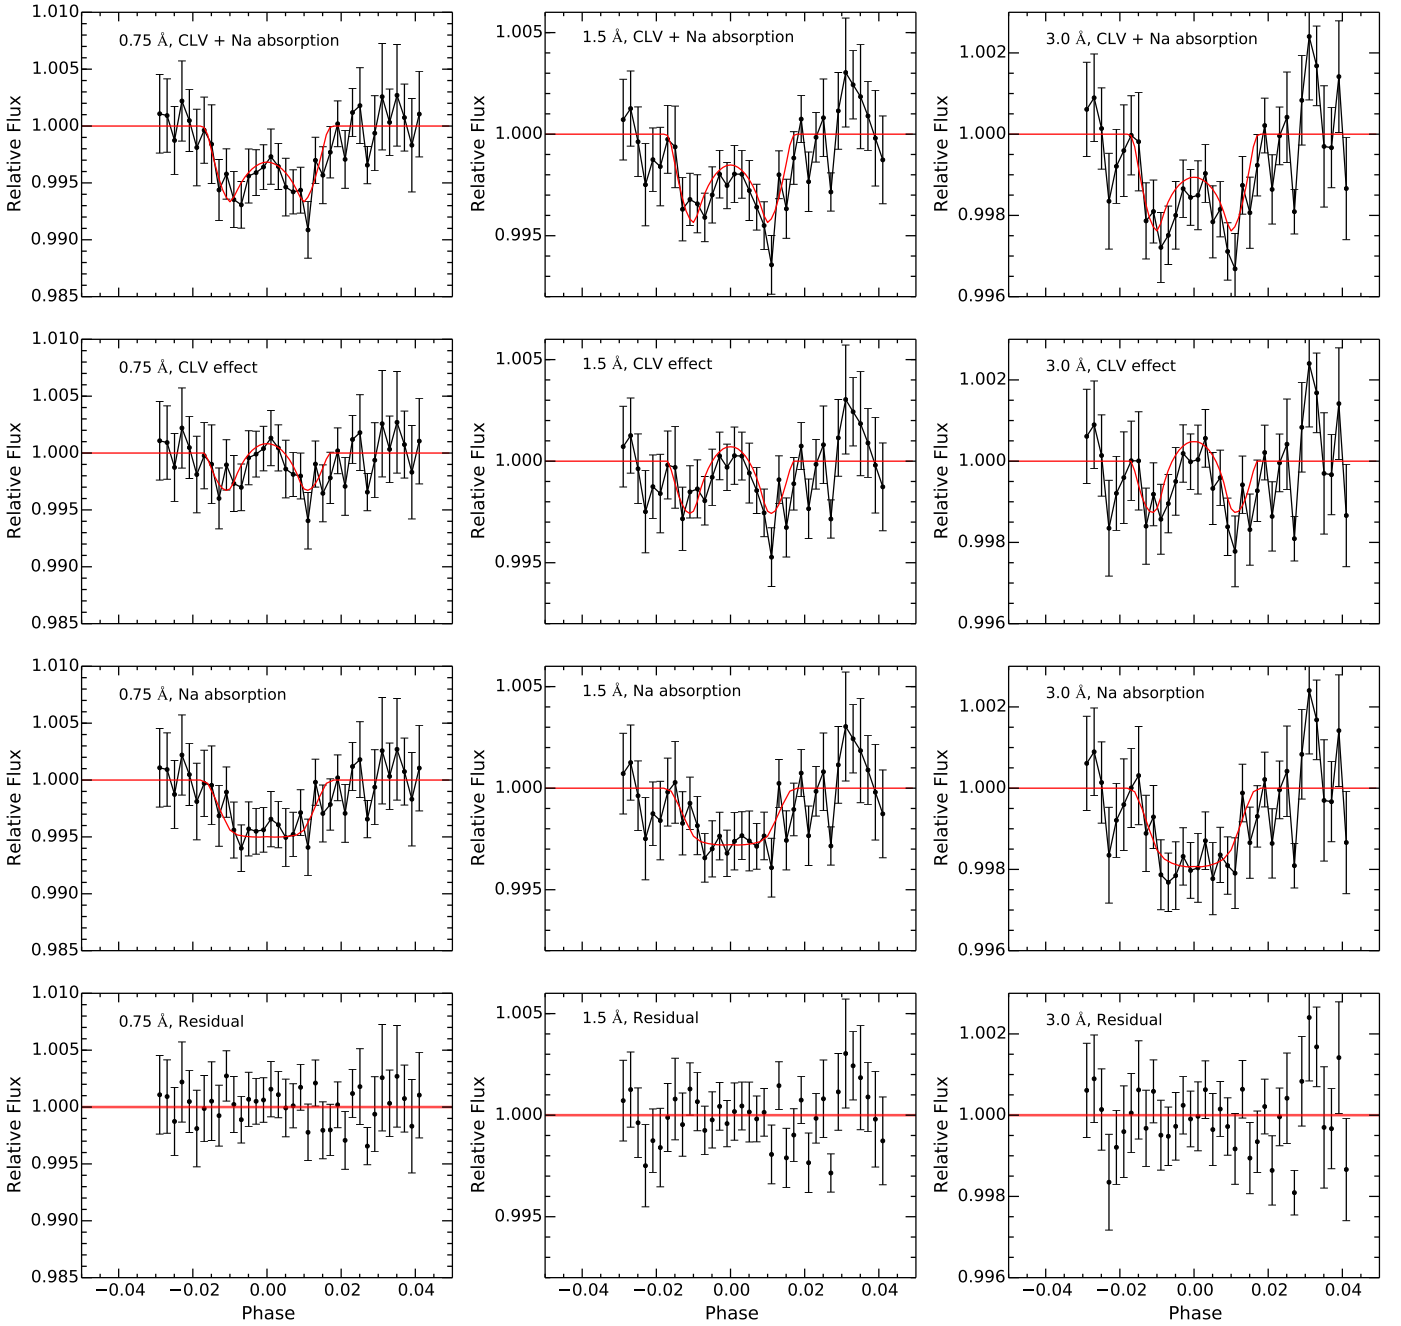 0.75 Å, CLV + Na absorption
Relative Flux
1.010
1.005
1.000
0.995
0.990
0.985
1.5 Å, CLV + Na absorption
Relative Flux
1.005
1.000
0.995
3.0 Å, CLV + Na absorption
Relative Flux
1.002
1.000
0.998
0.996
0.75 Å, CLV effect
Relative Flux
1.010
1.005
1.000
0.995
0.990
0.985
1.5 Å, CLV effect
Relative Flux
1.005
1.000
0.995
3.0 Å, CLV effect
Relative Flux
1.002
1.000
0.998
0.996
0.75 Å, Na absorption
Relative Flux
1.010
1.005
1.000
0.995
0.990
0.985
1.5 Å, Na absorption
Relative Flux
1.005
1.000
0.995
3.0 Å, Na absorption
Relative Flux
1.002
1.000
0.998
0.996
0.75 Å, Residual
Relative Flux
1.010
1.005
1.000
0.995
0.990
0.985
−0.04 −0.02 0.00 0.02 0.04
Phase
1.5 Å, Residual
Relative Flux
1.005
1.000
0.995
−0.04 −0.02 0.00 0.02 0.04
Phase
3.0 Å, Residual
Relative Flux
1.002
1.000
0.998
0.996
−0.04 −0.02 0.00 0.02 0.04
Phase